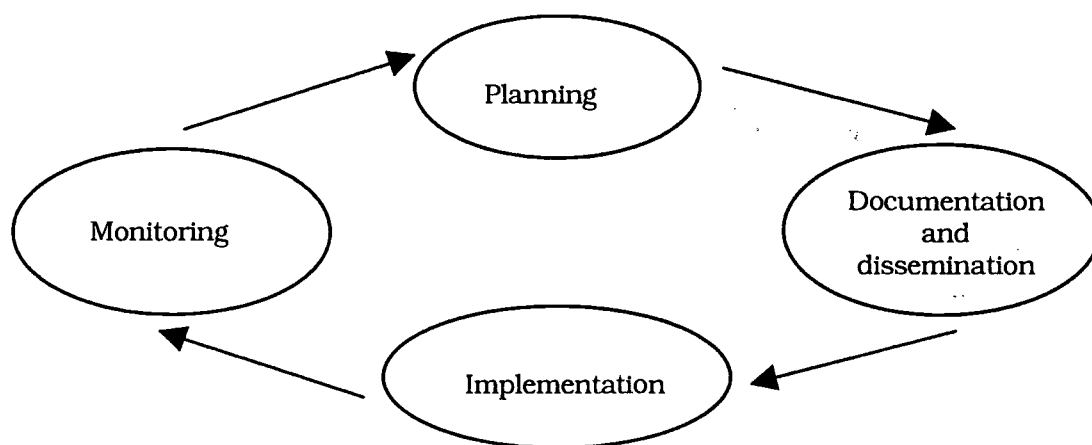 Planning
Monitoring
Documentation
and
dissemination
Implementation